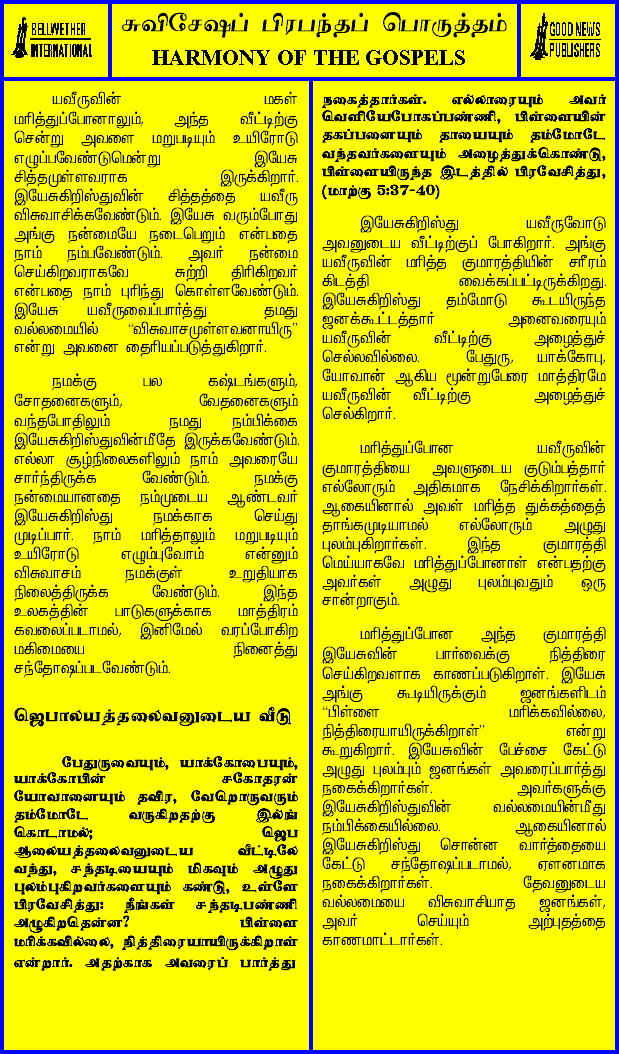 BELLWETHER
INTERNATIONAL
சுவிசேஷப் பிரபந்தப் பொருத்தம்
HARMONY OF THE GOSPELS
GOOD NEWS
PUBLISHERS
யவீருவின் மகள்
மரித்துப்போனாலும், அந்த வீட்டிற்கு
சென்று அவளை மறுபடியும் உயிரோடு
எழுப்பவேண்டுமென்று இயேசு
சித்தமுள்ளவராக இருக்கிறார்.
இயேசுகிறிஸ்துவின் சித்தத்தை யவீரு
விசுவாசிக்கவேண்டும். இயேசு வரும்போது
அங்கு நன்மையே நடைபெறும் என்பதை
நாம் நம்பவேண்டும். அவர் நன்மை
செய்கிறவராகவே சுற்றி திரிகிறவர்
என்பதை நாம் புரிந்து கொள்ளவேண்டும்.
இயேசு யவீருவைப்பார்த்து தமது
வல்லமையில் “விசுவாசமுள்ளவனாயிரு”
என்று அவனை தைரியப்படுத்துகிறார்.
நமக்கு பல கஷ்டங்களும்,
சோதனைகளும், வேதனைகளும்
வந்தபோதிலும் நமது நம்பிக்கை
இயேசுகிறிஸ்துவின்மீதே இருக்கவேண்டும்.
எல்லா சூழ்நிலைகளிலும் நாம் அவரையே
சார்ந்திருக்க வேண்டும். நமக்கு
நன்மையானதை நம்முடைய ஆண்டவர்
இயேசுகிறிஸ்து நமக்காக செய்து
முடிப்பார். நாம் மரித்தாலும் மறுபடியும்
உயிரோடு எழும்புவோம் என்னும்
விசுவாசம் நமக்குள் உறுதியாக
நிலைத்திருக்க வேண்டும். இந்த
உலகத்தின் பாடுகளுக்காக மாத்திரம்
கவலைப்படாமல், இனிமேல் வரப்போகிற
மகிமையை நினைத்து
சந்தோஷப்படவேண்டும்.
ஜெபாலயத்தலைவனுடைய வீடு
பேதுருவையும், யாக்கோபையும்,
யாக்கோபின் சகோதரன்
யோவானையும் தவிர, வேறொருவரும்
தம்மோடே வருகிறதற்கு இலங்
கொடாமல்; ஜெப
ஆலையத்தலைவனுடைய வீட்டிலே
வந்து, சந்தடியையும் மிகவும் அழுது
புலம்புகிறவர்களையும் கண்டு, உள்ளே
பிரவேசித்து: நீங்கள் சந்தடிபண்ணி
அழுகிறதென்ன? பிள்ளை
மரிக்கவில்லை, நித்திரையாயிருக்கிறாள்
என்றார். அதற்காக அவரைப் பார்த்து
நகைத்தார்கள். எல்லாரையும் அவர்
வெளியேபோகப்பண்ணி, பிள்ளையின்
தகப்பனையும் தாயையும் தம்மோடே
வந்தவர்களையும் அழைத்துக்கொண்டு,
பிள்ளையிருந்த இடத்தில் பிரவேசித்து,
(மாற்கு 5:37-40)
இயேசுகிறிஸ்து யவீருவோடு
அவனுடைய வீட்டிற்குப் போகிறார். அங்கு
யவீருவின் மரித்த குமாரத்தியின் சரீரம்
கிடத்தி வைக்கப்பட்டிருக்கிறது.
இயேசுகிறிஸ்து தம்மோடு கூடயிருந்த
ஜனக்கூட்டத்தார் அனைவரையும்
யவீருவின் வீட்டிற்கு அழைத்துச்
செல்லவில்லை. பேதுரு, யாக்கோபு,
யோவான் ஆகிய மூன்றுபேரை மாத்திரமே
யவீருவின் வீட்டிற்கு அழைத்துச்
செல்கிறார்.
மரித்துப்போன யவீருவின்
குமாரத்தியை அவளுடைய குடும்பத்தார்
எல்லோரும் அதிகமாக நேசிக்கிறார்கள்.
ஆகையினால் அவள் மரித்த துக்கத்தைத்
தாங்கமுடியாமல் எல்லோரும் அழுது
புலம்புகிறார்கள். இந்த குமாரத்தி
மெய்யாகவே மரித்துப்போனாள் என்பதற்கு
அவர்கள் அழுது புலம்புவதும் ஒரு
சான்றாகும்.
மரித்துப்போன அந்த குமாரத்தி
இயேசுவின் பார்வைக்கு நித்திரை
செய்கிறவளாக காணப்படுகிறாள். இயேசு
அங்கு கூடியிருக்கும் ஜனங்களிடம்
“பிள்ளை மரிக்கவில்லை,
நித்திரையாயிருக்கிறாள்” என்று
கூறுகிறார். இயேசுவின் பேச்சை கேட்டு
அழுது புலம்பும் ஜனங்கள் அவரைப்பார்த்து
நகைக்கிறார்கள். அவர்களுக்கு
இயேசுகிறிஸ்துவின் வல்லமையின்மீது
நம்பிக்கையில்லை. ஆகையினால்
இயேசுகிறிஸ்து சொன்ன வார்த்தையை
கேட்டு சந்தோஷப்படாமல், ஏளனமாக
நகைக்கிறார்கள். தேவனுடைய
வல்லமையை விசுவாசியாத ஜனங்கள்,
அவர் செய்யும் அற்புதத்தை
காணமாட்டார்கள்.